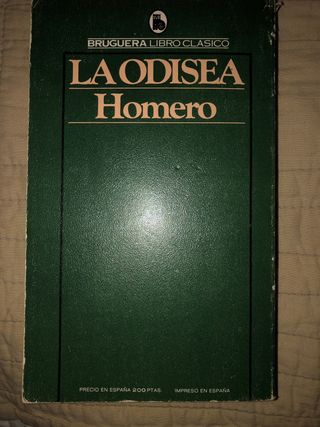 BRUGUERA LIBRO CLASICO
LA ODISEA
Homero
PRECIO EN ESPAÑA 200 PTAS. IMPRESO EN ESPAÑA